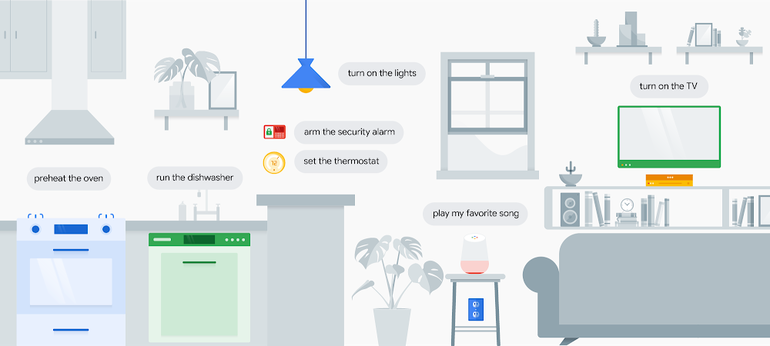 turn on the lights
turn on the TV
arm the security alarm
set the thermostat
preheat the oven
run the dishwasher
play my favorite song